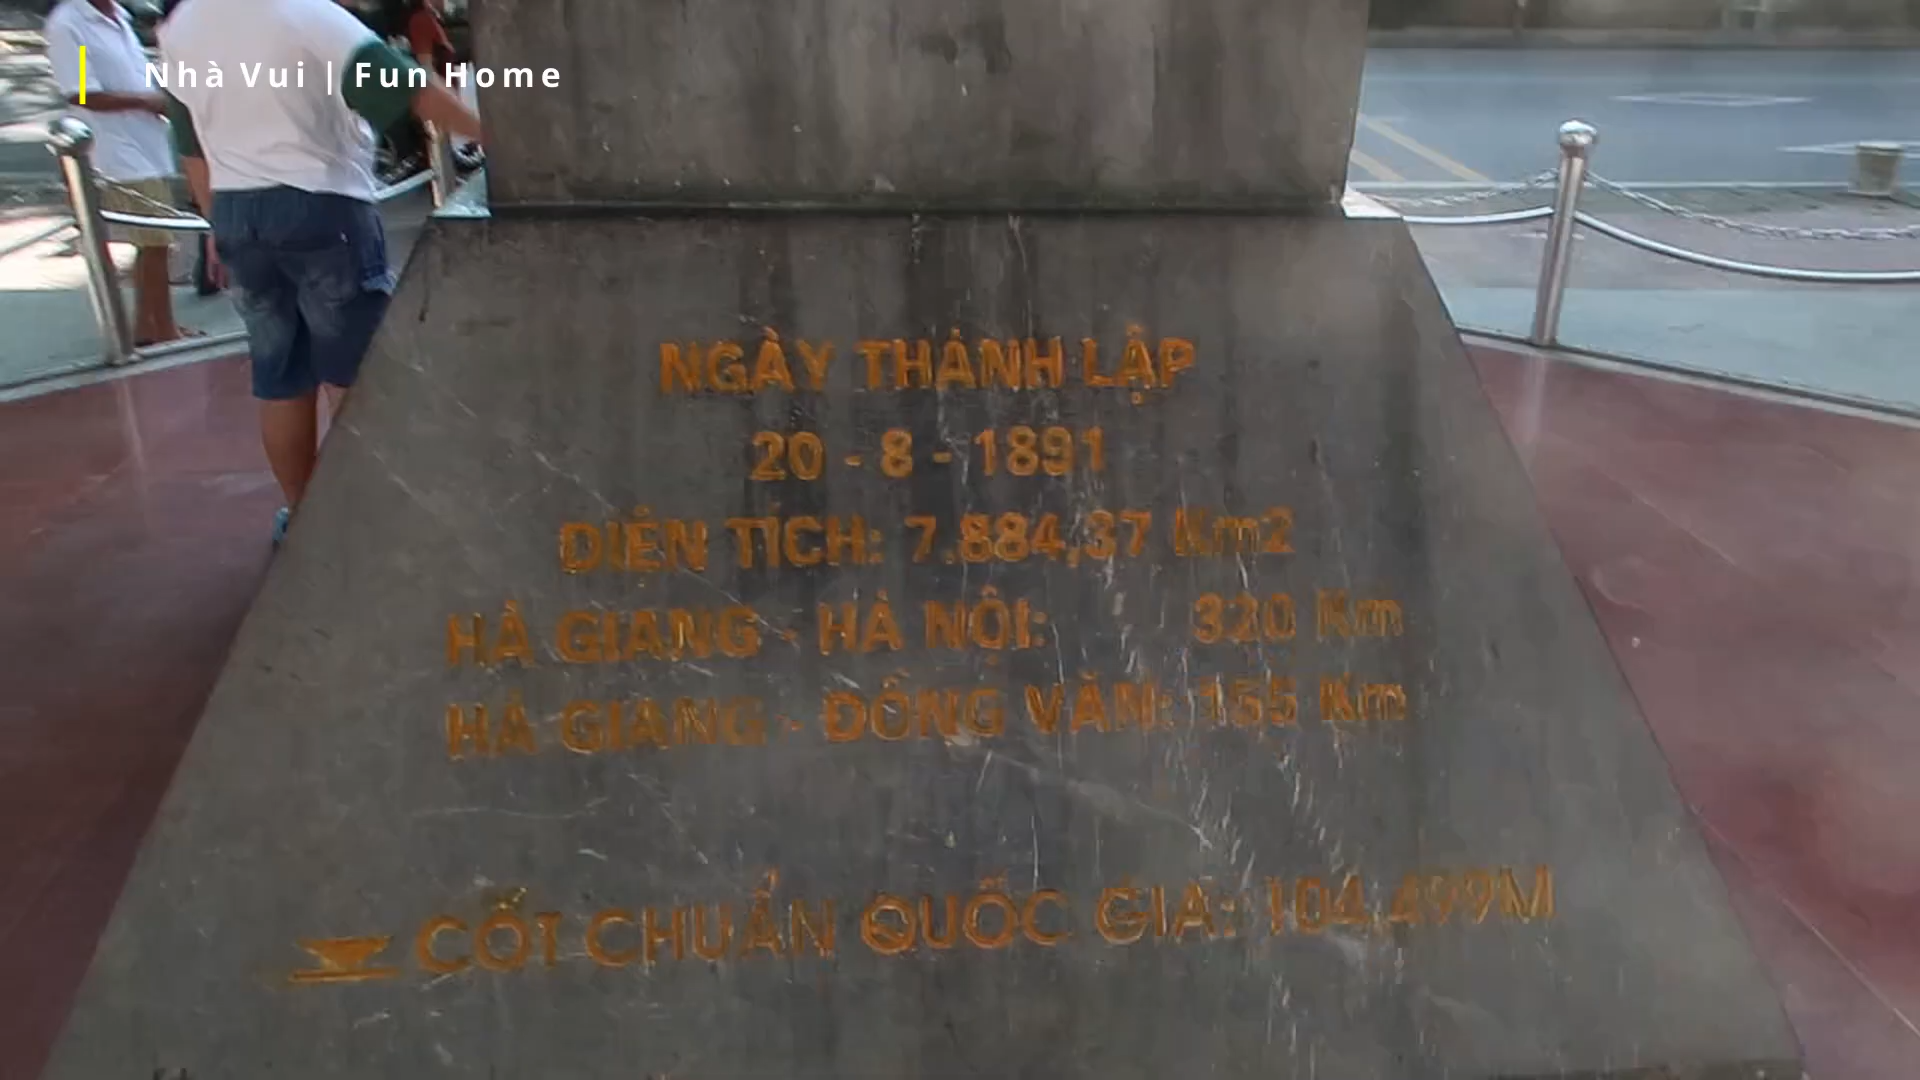 Nhà Vui | Fun Home
NGÀY THÀNH LẬP
20 - 8 - 1891
DIỆN TÍCH: 7.884,37 Km2
HÀ GIANG - HÀ NỘI: 320 Km
HÀ GIANG - ĐỒNG VĂN: 155 Km
CỐT CHUẨN QUỐC GIA: 104,499M